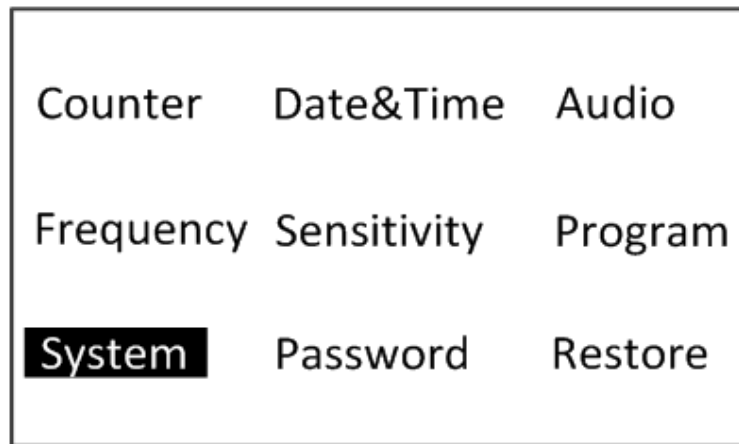 Counter Date&Time Audio
Frequency Sensitivity Program
System Password Restore